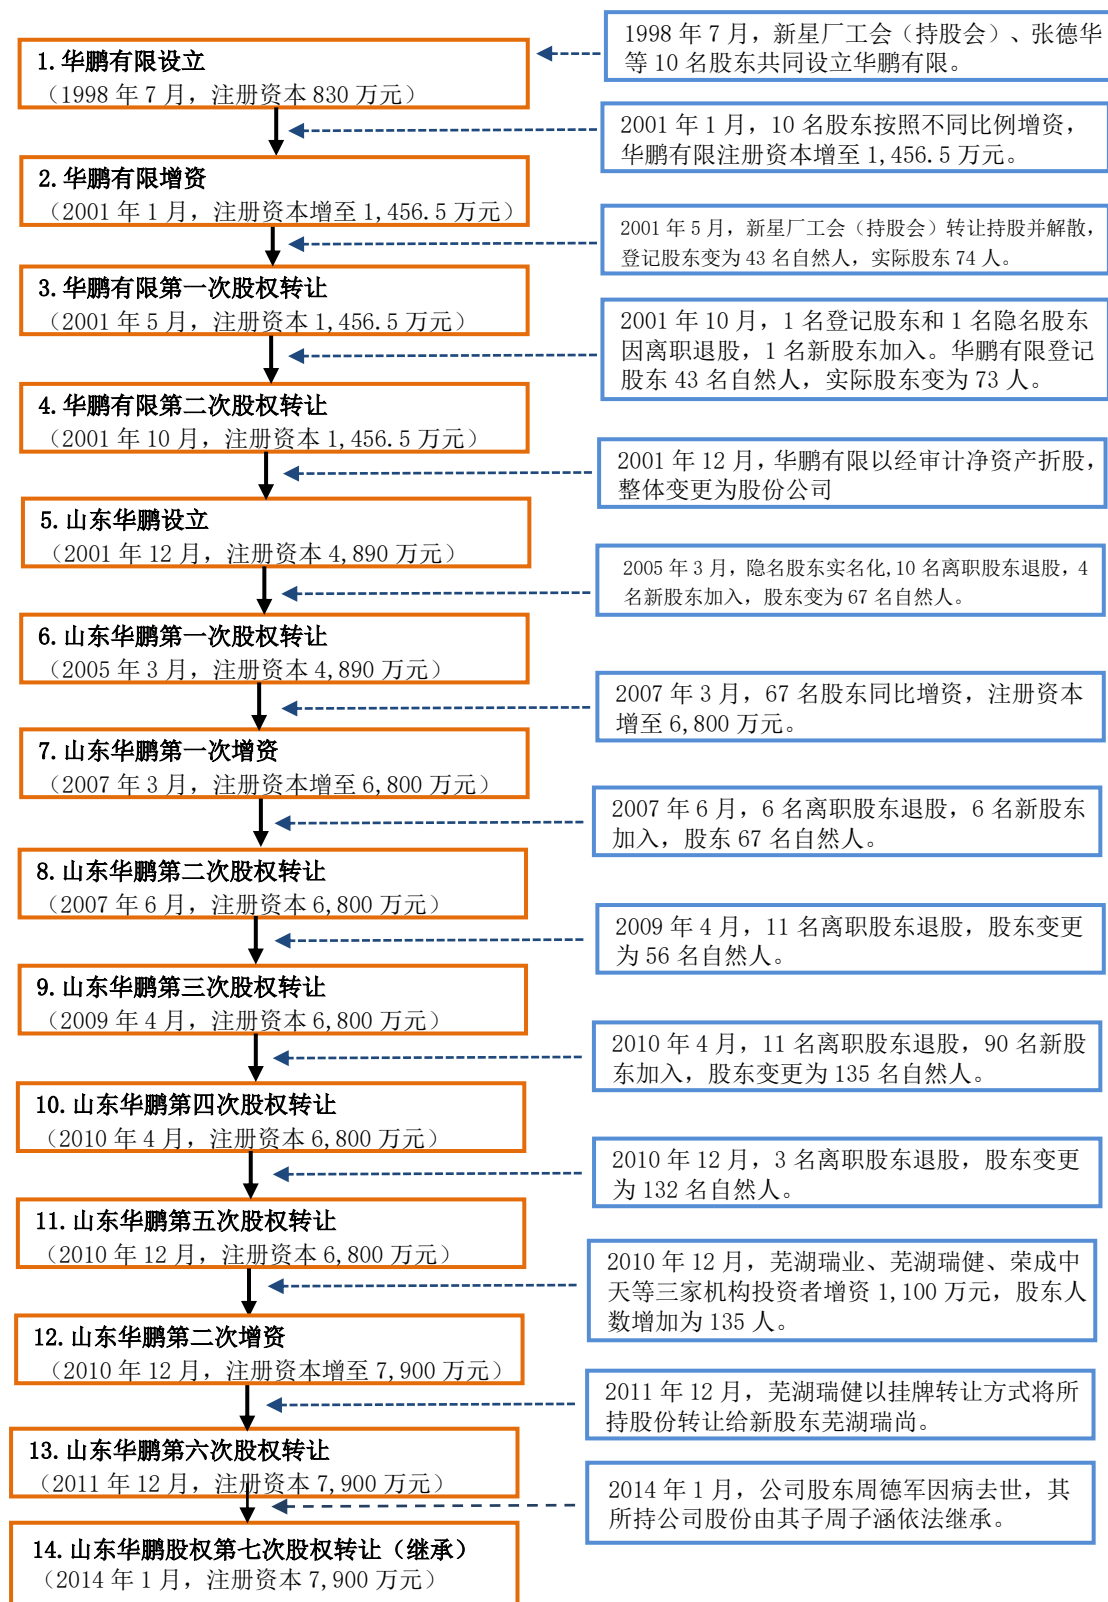 1998 年 7 月，新星厂工会（持股会）、张德华
等 10 名股东共同设立华鹏有限。
1. 华鹏有限设立
（1998 年 7 月，注册资本 830 万元）
2001 年 1 月，10 名股东按照不同比例增资，
华鹏有限注册资本增至 1,456.5 万元。
2. 华鹏有限增资
（2001 年 1 月，注册资本增至 1,456.5 万元）
2001 年 5 月，新星厂工会（持股会）转让持股并解散，
登记股东变为 43 名自然人，实际股东 74 人。
3. 华鹏有限第一次股权转让
（2001 年 5 月，注册资本 1,456.5 万元）
2001 年 10 月，1 名登记股东和 1 名隐名股东
因离职退股，1 名新股东加入。华鹏有限登记
股东 43 名自然人，实际股东变为 73 人。
4. 华鹏有限第二次股权转让
（2001 年 10 月，注册资本 1,456.5 万元）
2001 年 12 月，华鹏有限以经审计净资产折股，
整体变更为股份公司
5. 山东华鹏设立
（2001 年 12 月，注册资本 4,890 万元）
2005 年 3 月，隐名股东实名化,10 名离职股东退股，4
名新股东加入，股东变为 67 名自然人。
6. 山东华鹏第一次股权转让
（2005 年 3 月，注册资本 4,890 万元）
2007 年 3 月，67 名股东同比增资，注册资本
增至 6,800 万元。
7. 山东华鹏第一次增资
（2007 年 3 月，注册资本增至 6,800 万元）
2007 年 6 月，6 名离职股东退股，6 名新股东
加入，股东 67 名自然人。
8. 山东华鹏第二次股权转让
（2007 年 6 月，注册资本 6,800 万元）
2009 年 4 月，11 名离职股东退股，股东变更
为 56 名自然人。
9. 山东华鹏第三次股权转让
（2009 年 4 月，注册资本 6,800 万元）
2010 年 4 月，11 名离职股东退股，90 名新股
东加入，股东变更为 135 名自然人。
10. 山东华鹏第四次股权转让
（2010 年 4 月，注册资本 6,800 万元）
2010 年 12 月，3 名离职股东退股，股东变更
为 132 名自然人。
11. 山东华鹏第五次股权转让
（2010 年 12 月，注册资本 6,800 万元）
2010 年 12 月，芜湖瑞业、芜湖瑞健、荣成中
天等三家机构投资者增资 1,100 万元，股东人
数增加为 135 人。
12. 山东华鹏第二次增资
（2010 年 12 月，注册资本增至 7,900 万元）
2011 年 12 月，芜湖瑞健以挂牌转让方式将所
持股份转让给新股东芜湖瑞尚。
13. 山东华鹏第六次股权转让
（2011 年 12 月，注册资本 7,900 万元）
2014 年 1 月，公司股东周德军因病去世，其
所持公司股份由其子周子涵依法继承。
14. 山东华鹏股权第七次股权转让（继承）
（2014 年 1 月，注册资本 7,900 万元）